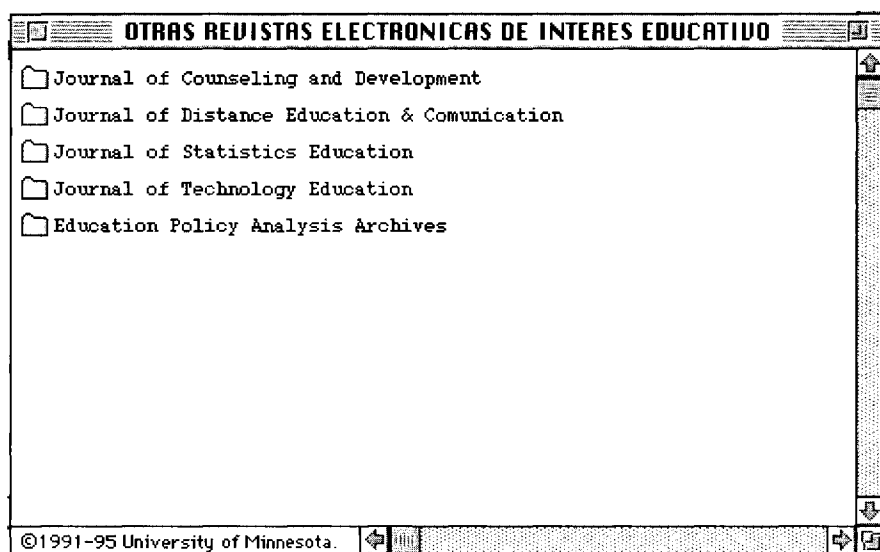 OTRAS REVISTAS ELECTRONICAS DE INTERES EDUCATIVO
Journal of Counseling and Development
Journal of Distance Education & Comunication
Journal of Statistics Education
Journal of Technology Education
Education Policy Analysis Archives
©1991-95 University of Minnesota.